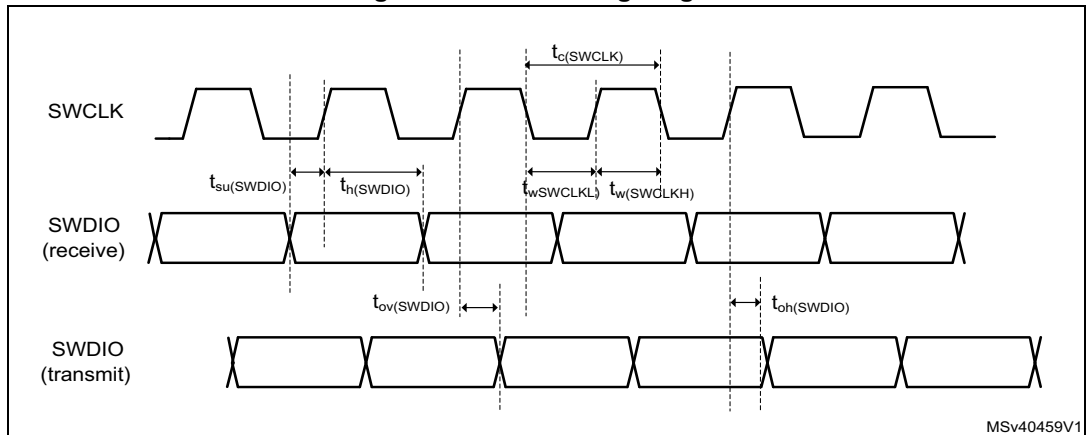 tc(SWCLK)
SWCLK
tsu(SWDIO)
th(SWDIO)
twSWCLKL)
tw(SWCLKH)
SWDIO
(receive)
tov(SWDIO)
toh(SWDIO)
SWDIO
(transmit)
MSv40459V1